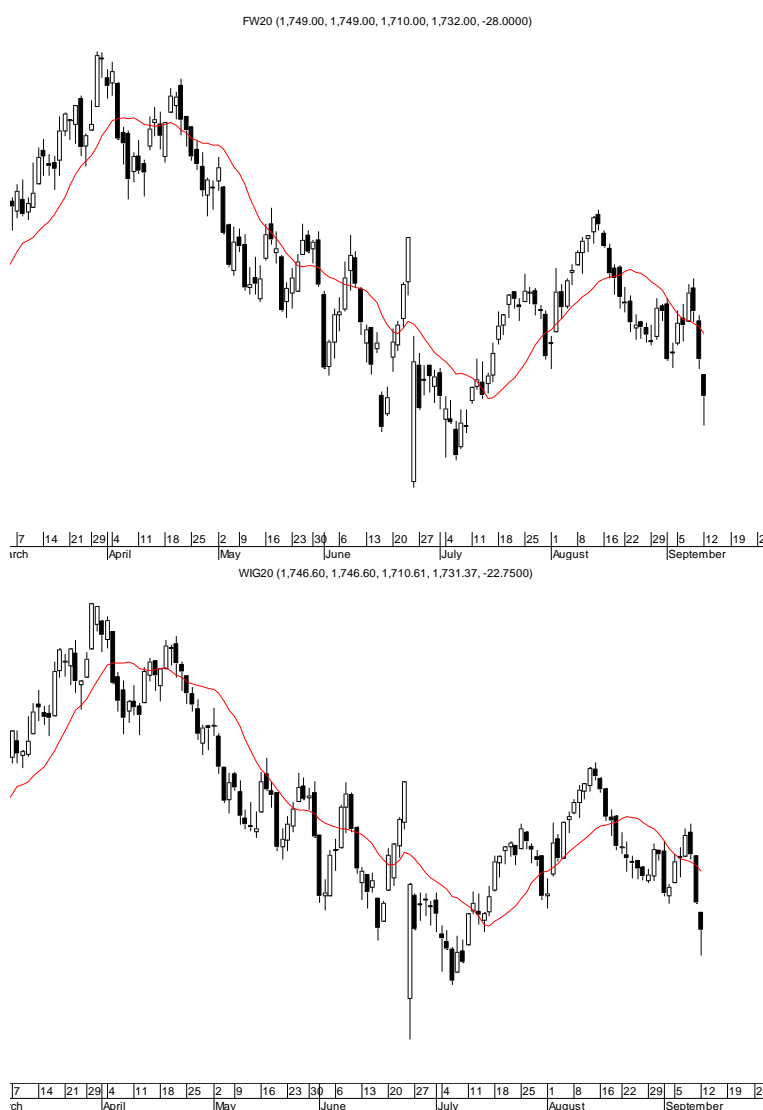 FW20 (1,749.00, 1,749.00, 1,710.00, 1,732.00, -28.0000)
7 14 21 29 4 11 18 25 2 9 16 23 30 6 13 20 27 4 11 18 25 1 8 16 22 29 5 12 19 2
arch April May June July August September
WIG20 (1,746.60, 1,746.60, 1,710.61, 1,731.37, -22.7500)
7 14 21 29 4 11 18 25 2 9 16 23 30 6 13 20 27 4 11 18 25 1 8 16 22 29 5 12 19 2
ch April May June July August September